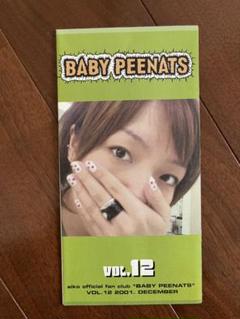 BABY PEENATS
VOL.12
aiko official fan club "BABY PEENATS"
VOL.12 2001. DECEMBER